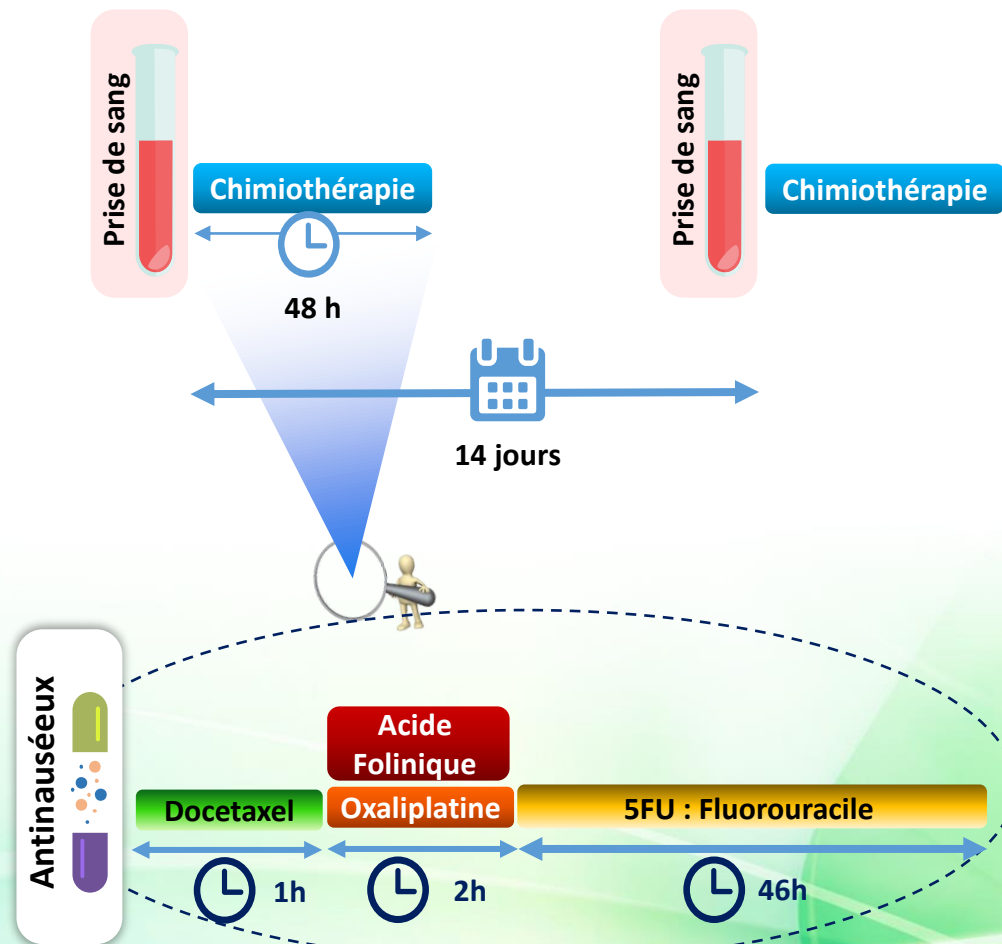 Prise de sang
Chimiothérapie
48 h
Prise de sang
Chimiothérapie
14 jours
Antinauséeux
Acide
Folinique
Docetaxel
Oxaliplatine
5FU : Fluorouracile
1h
2h
46h